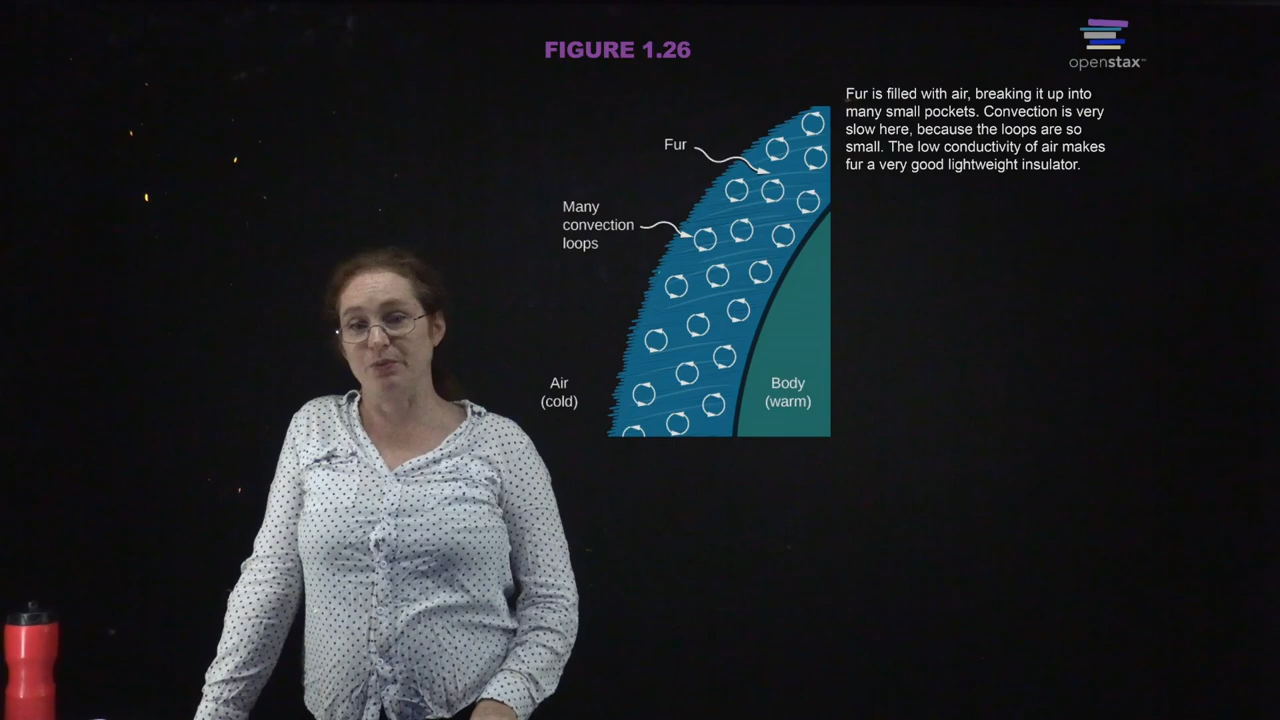 FIGURE 1.26
openstax™
Fur is filled with air, breaking it up into
many small pockets. Convection is very
slow here, because the loops are so
small. The low conductivity of air makes
fur a very good lightweight insulator.
Fur
Many
convection
loops
Air
(cold)
Body
(warm)